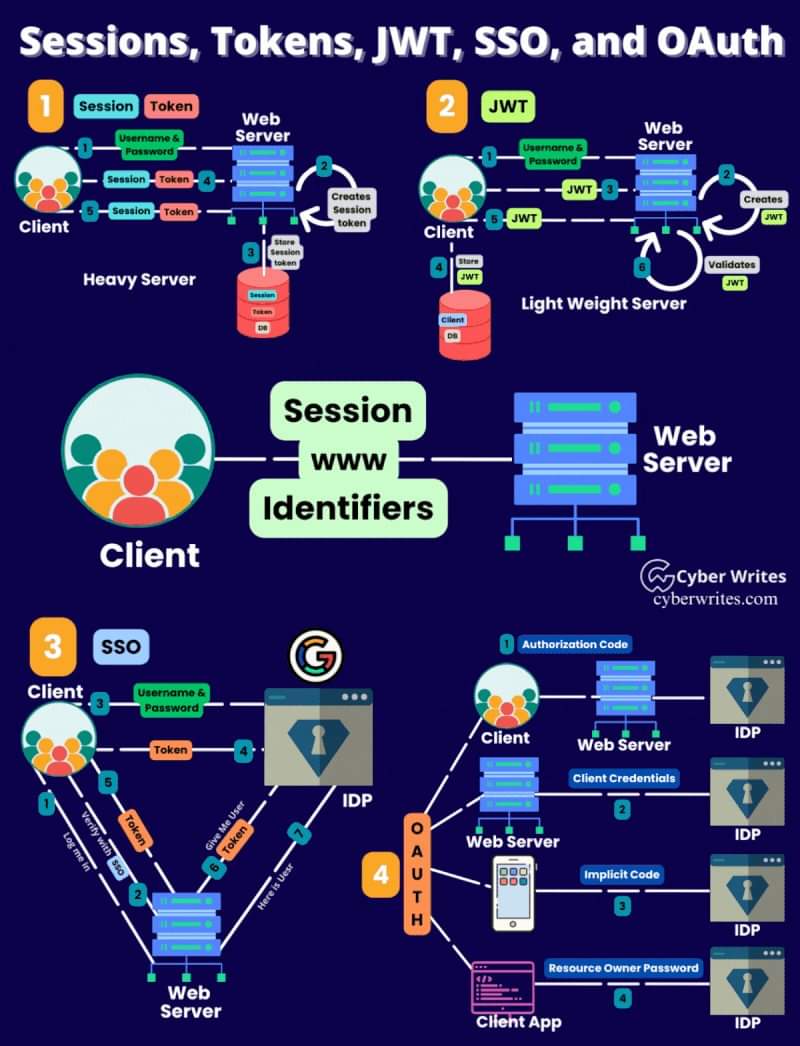 Sessions, Tokens, JWT, SSO, and OAuth
1
Session Token
Web
Server
1
Username &
Password
Session Token 4
5 Session Token
Client
2
Creates
Session
token
3
Store
Session
token
Heavy Server
Session
Token
DB
2
JWT
Web
Server
1
Username &
Password
JWT 3
5 JWT
Client
2
Creates
JWT
4
Store
JWT
6
Validates
JWT
Client
DB
Light Weight Server
Session
www
Identifiers
Client
Web
Server
Cyber Writes
cyberwrites.com
3
SSO
G
Client
3
Username &
Password
Token 4
IDP
1
Log me in
Verify with SSO 2
5
Token
Give Me User
Token
6
7
Here is Uesr
Web
Server
4
OAUTH
1 Authorization Code
Client
Web Server
IDP
Client Credentials
2
Web Server
IDP
Implicit Code
3
IDP
Resource Owner Password
4
Client App
IDP